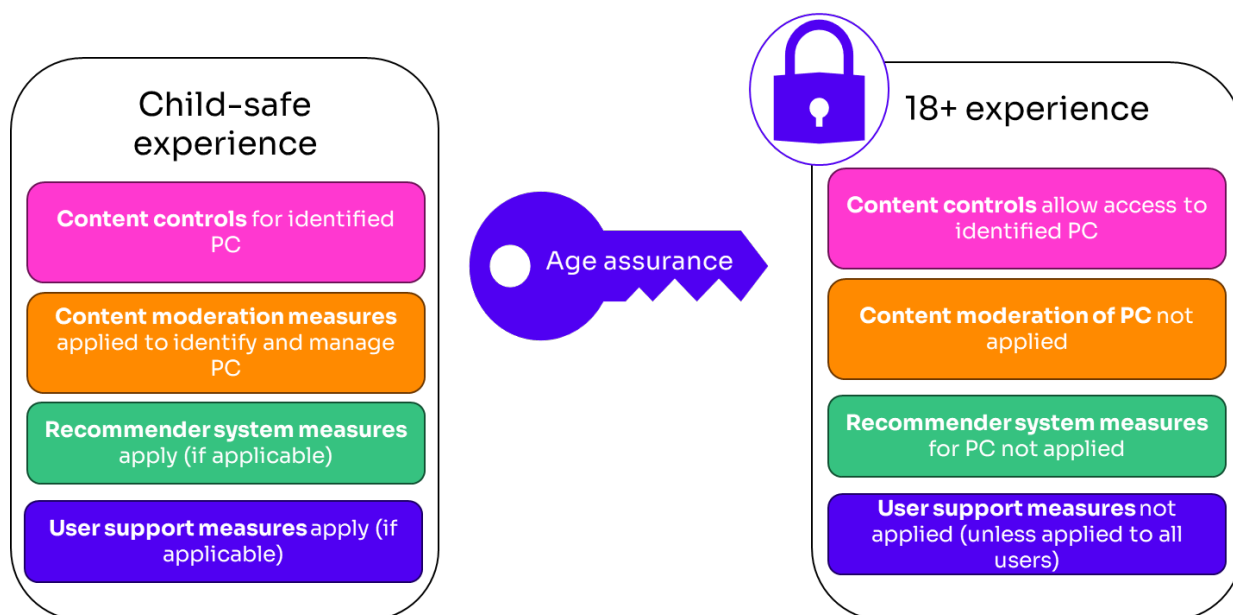 Child-safe
experience
Content controls for identified
PC
Content moderation measures
applied to identify and manage
PC
Recommender system measures
apply (if applicable)
User support measures apply (if
applicable)
Age assurance
18+ experience
Content controls allow access to
identified PC
Content moderation of PC not
applied
Recommender system measures
for PC not applied
User support measures not
applied (unless applied to all
users)